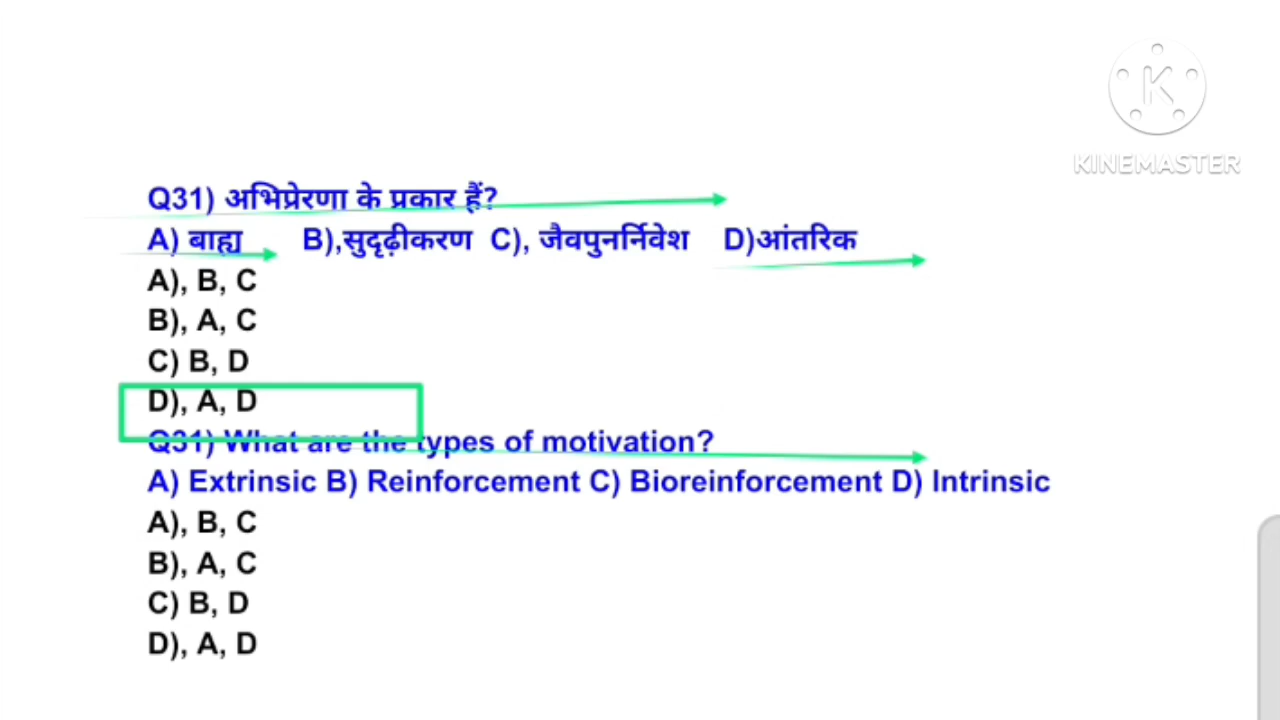 KINEMASTER
Q31) अभिप्रेरणा के प्रकार हैं?
A) बाह्य B),सुदृढ़ीकरण C), जैवपुनर्निवेश D)आंतरिक
A), B, C
B), A, C
C) B, D
D), A, D
Q31) What are the types of motivation?
A) Extrinsic B) Reinforcement C) Bioreinforcement D) Intrinsic
A), B, C
B), A, C
C) B, D
D), A, D